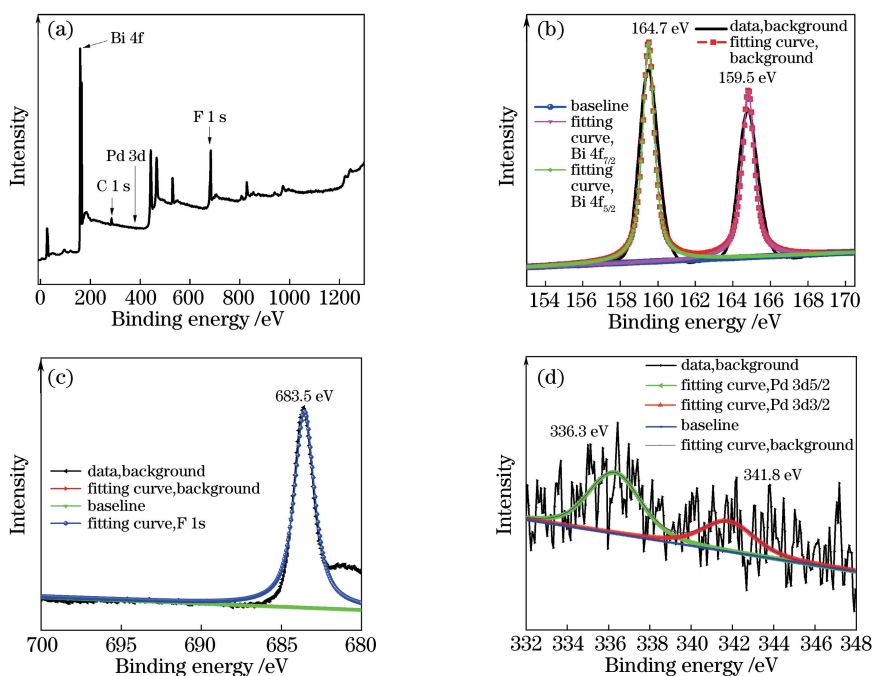 (a)
Bi 4f
F 1 s
Pd 3d
C 1 s
Intensity
0 200 400 600 800 1000 1200
Binding energy /eV
(b)
164.7 eV
159.5 eV
data,background
fitting curve,
background
baseline
fitting
curve,
Bi 4f7/2
fitting
curve,
Bi 4f5/2
Intensity
154 156 158 160 162 164 166 168 170
Binding energy /eV
(c)
683.5 eV
data,background
fitting curve,background
baseline
fitting curve,F 1s
Intensity
700 695 690 685 680
Binding energy /eV
(d)
data,background
fitting curve,Pd 3d5/2
fitting curve,Pd 3d3/2
baseline
fitting curve,background
336.3 eV
341.8 eV
Intensity
332 334 336 338 340 342 344 346 348
Binding energy /eV